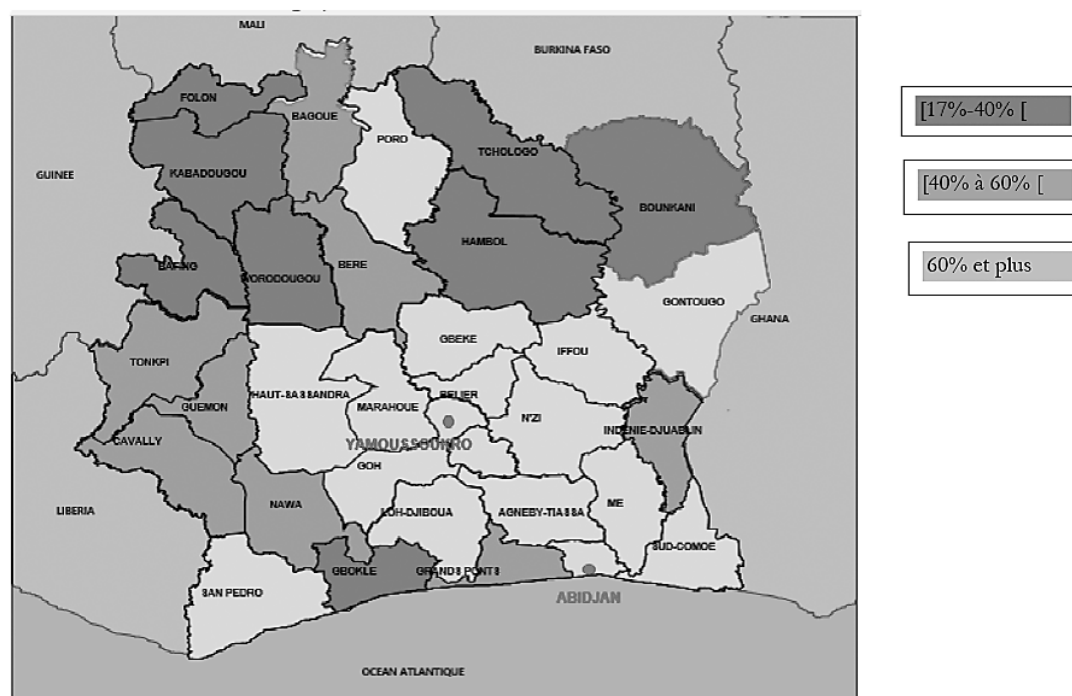 MALI
BURKINA FASO
FOLON
BAGOUE
[17%-40% [
PORO
TCHOLOGO
GUINEE
KABADOUGOU
[40% à 60% [
BOUNKANI
HAMBOL
BAFING
WORODOUGOU
BERE
60% et plus
GONTOUGO
GHANA
GBEKE
IFFOU
TONKPI
HAUT-SASSANDRA
BELIER
GUEMON
MARAHOUE
N'ZI
INDENIE-DJUABLIN
CAVALLY
YAMOUSSOUKRO
GOH
NAWA
LIBERIA
LOH-DJIBOUA
AGNEBY-TIASSA
ME
SUD-COMOE
GBOKLE
GRANDS PONTS
SAN PEDRO
ABIDJAN
OCEAN ATLANTIQUE